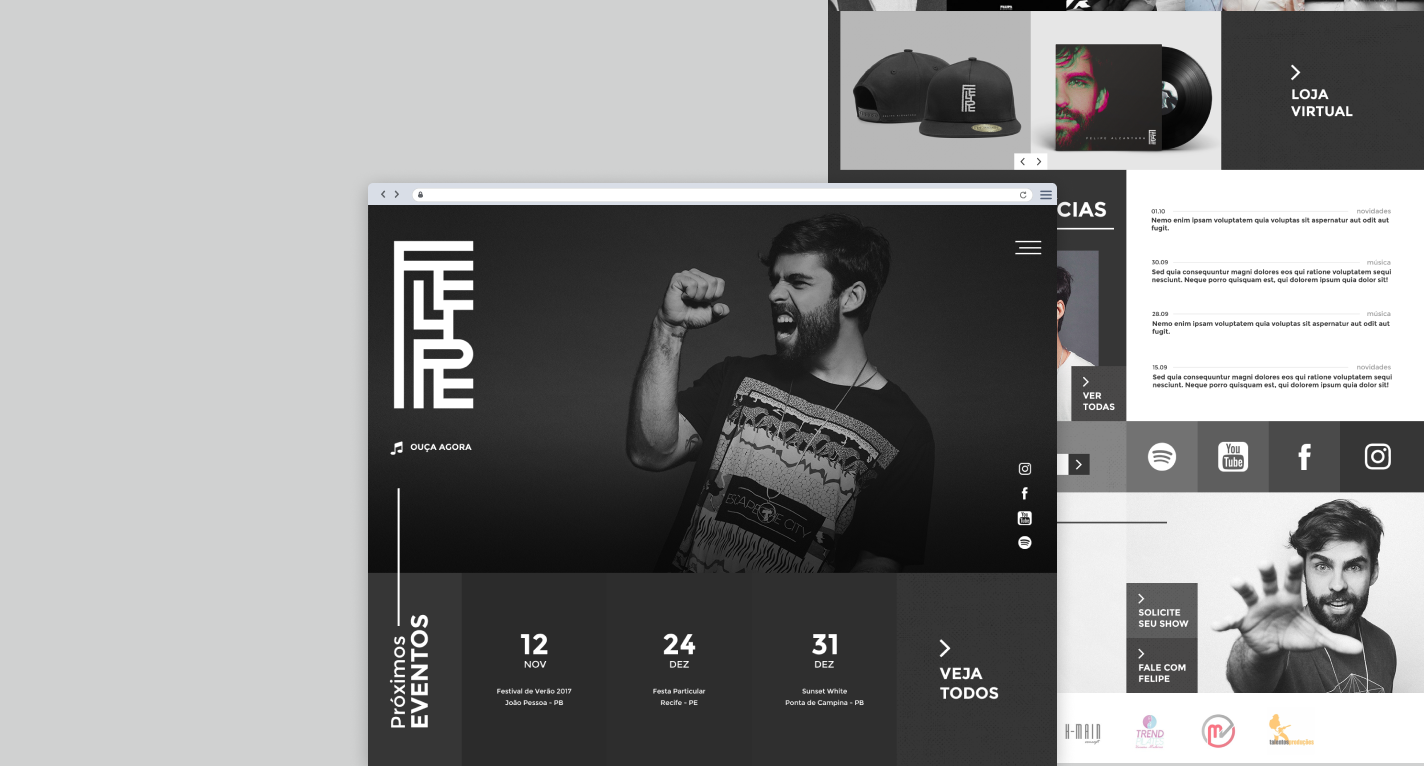 FELIPE
FELIPE ALCANTARA
LOJA
VIRTUAL
CIAS
01.10 novidades
Nemo enim ipsam voluptatem quia voluptas sit aspernatur aut odit aut
fugit.
30.09 música
Sed quia consequuntur magni dolores eos qui ratione voluptatem sequi
nesciunt. Neque porro quisquam est, qui dolorem ipsum quia dolor sit!
28.09 música
Nemo enim ipsam voluptatem quia voluptas sit aspernatur aut odit aut
fugit.
15.09 novidades
Sed quia consequuntur magni dolores eos qui ratione voluptatem sequi
nesciunt. Neque porro quisquam est, qui dolorem ipsum quia dolor sit!
VER
TODAS
You
Tube
SOLICITE
SEU SHOW
FALE COM
FELIPE
TREND
FELIPE
OUÇA AGORA
You
Tube
Próximos
EVENTOS
12
NOV
Festival de Verão 2017
João Pessoa - PB
24
DEZ
Festa Particular
Recife - PE
31
DEZ
Sunset White
Ponta de Campina - PB
VEJA
TODOS